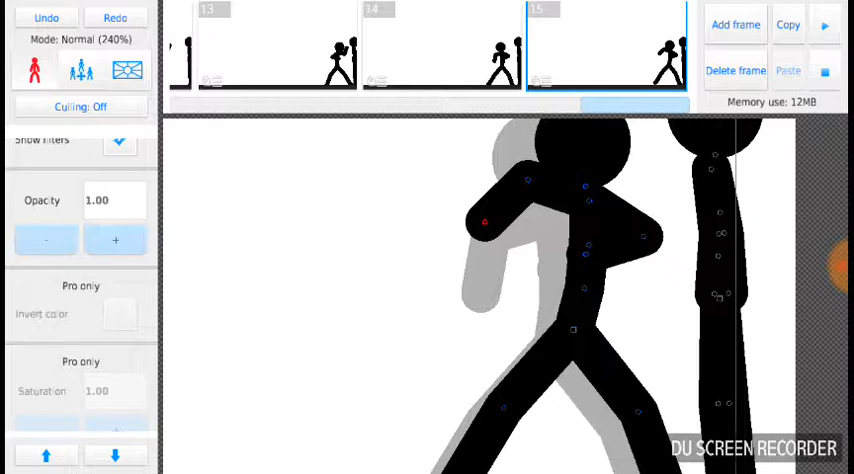 Undo
Redo
Mode: Normal (240%)
Culling: Off
Show filters
Opacity
1.00
-
+
Pro only
Invert color
Pro only
Saturation
1.00
13
14
15
Add frame
Copy
Delete frame
Paste
Memory use: 12MB
DU SCREEN RECORDER